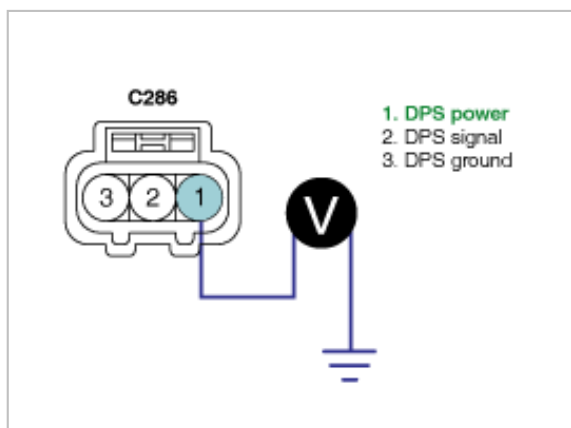 C286
1. DPS power
2. DPS signal
3. DPS ground
3 2 1
V